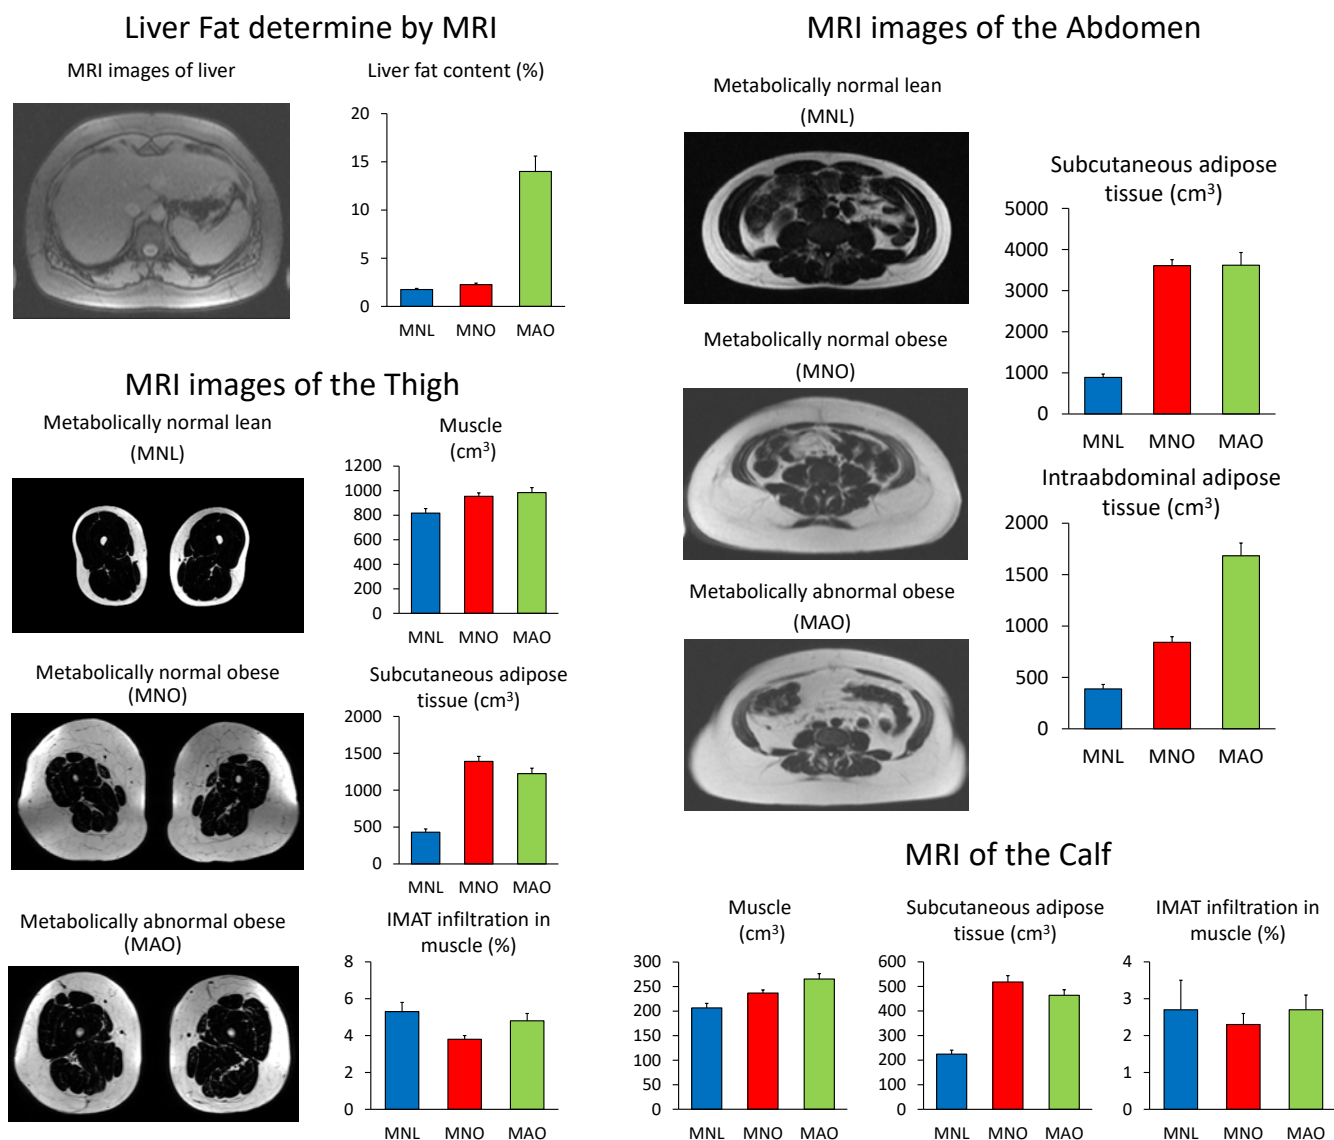 Liver Fat determine by MRI
MRI images of liver
Liver fat content (%)
20
15
10
5
0
MNL MNO MAO
MRI images of the Thigh
Metabolically normal lean
(MNL)
Muscle
(cm³)
1200
1000
800
600
400
200
0
MNL MNO MAO
Metabolically normal obese
(MNO)
Subcutaneous adipose
tissue (cm³)
2000
1500
1000
500
0
MNL MNO MAO
Metabolically abnormal obese
(MAO)
IMAT infiltration in
muscle (%)
8
6
4
2
0
MNL MNO MAO
MRI images of the Abdomen
Metabolically normal lean
(MNL)
Metabolically normal obese
(MNO)
Metabolically abnormal obese
(MAO)
Subcutaneous adipose
tissue (cm³)
5000
4000
3000
2000
1000
0
MNL MNO MAO
Intraabdominal adipose
tissue (cm³)
2000
1500
1000
500
0
MNL MNO MAO
MRI of the Calf
Muscle
(cm³)
300
250
200
150
100
50
0
MNL MNO MAO
Subcutaneous adipose
tissue (cm³)
600
500
400
300
200
100
0
MNL MNO MAO
IMAT infiltration in
muscle (%)
4
3
2
1
0
MNL MNO MAO